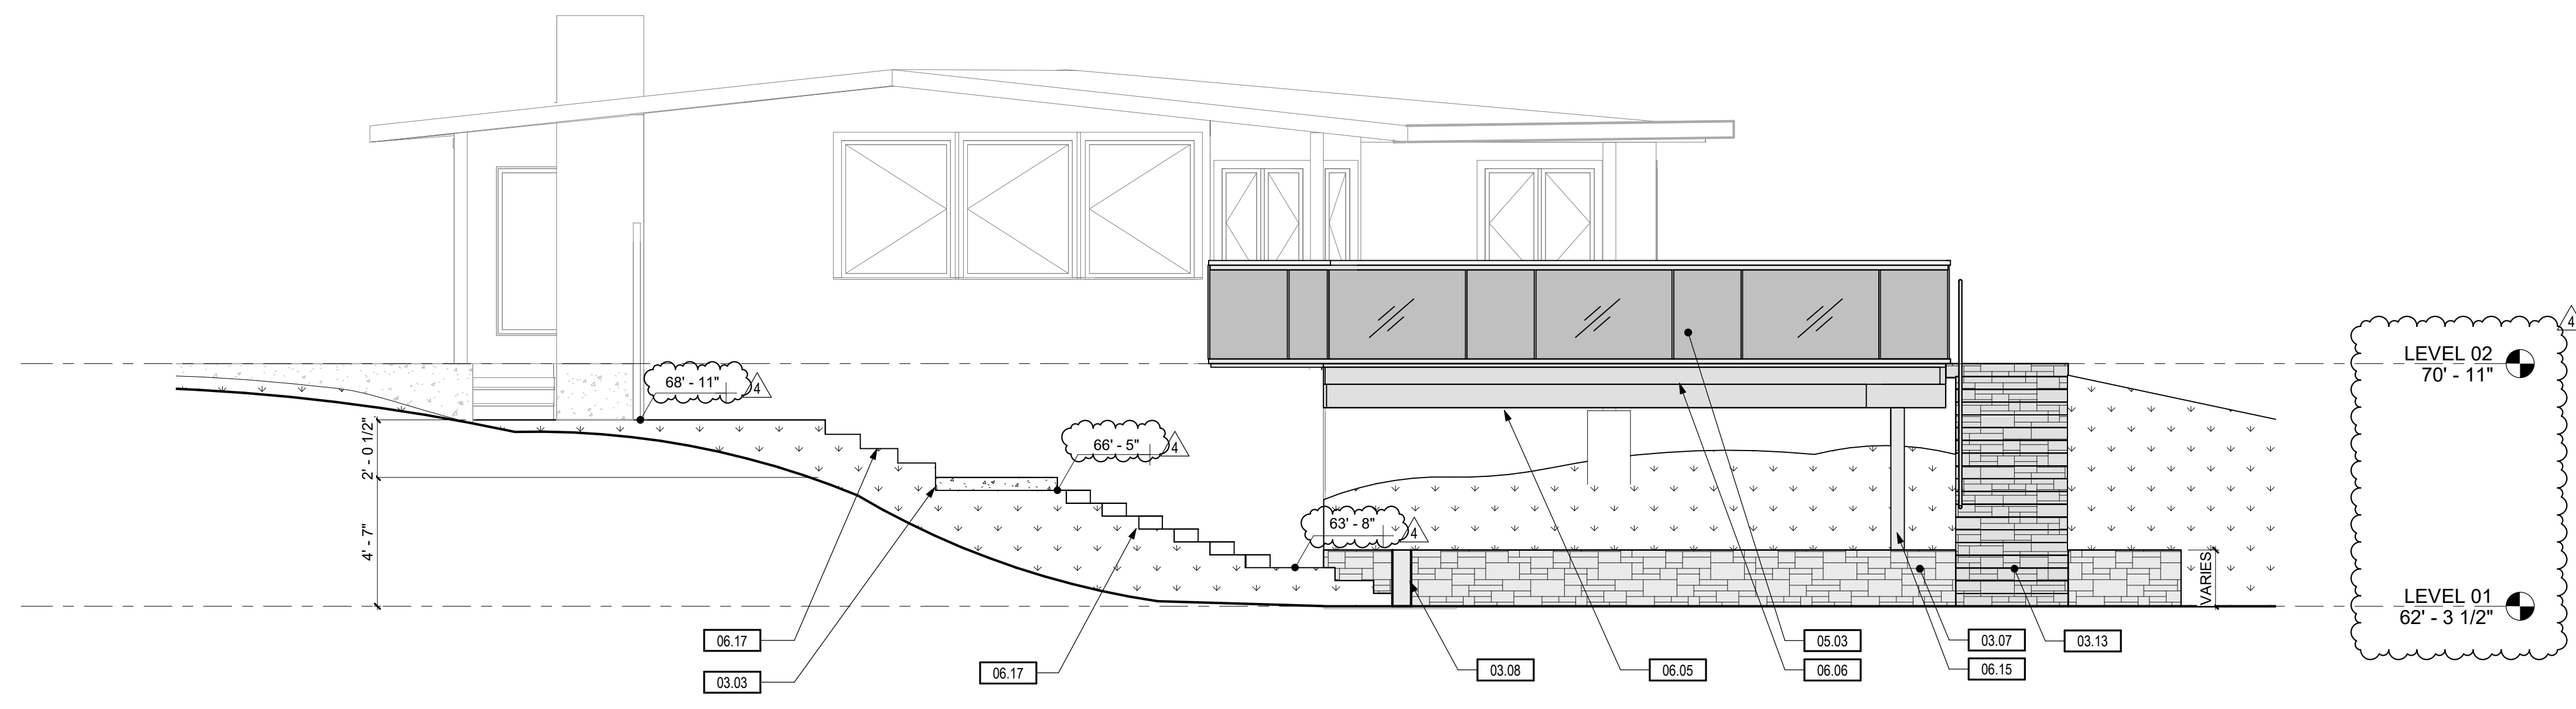 4
LEVEL 02
70' - 11"
68' - 11"
4
2' - 0 1/2"
66' - 5"
4
4' - 7"
63' - 8"
4
VARIES
LEVEL 01
62' - 3 1/2"
06.17
05.03
03.07
03.13
03.03
06.17
03.08
06.05
06.06
06.15